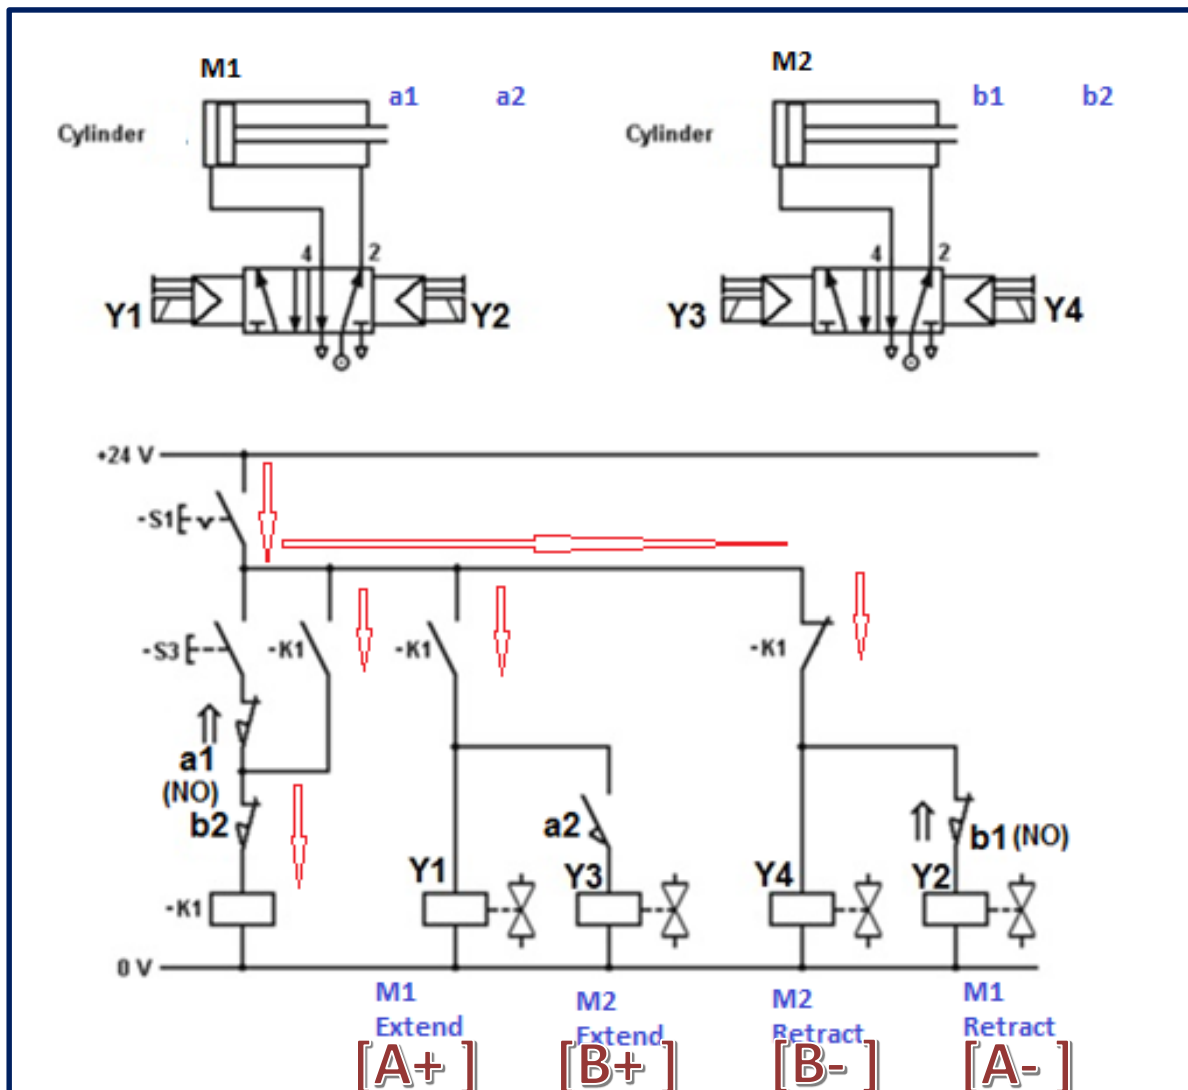 M1
a1
a2
M2
b1
b2
Cylinder
Cylinder
4
2
4
2
Y1
Y2
Y3
Y4
+24 V
-S1
-S3
-K1
-K1
-K1
a1
(NO)
b2
a2
b1 (NO)
Y1
Y3
Y4
Y2
-K1
0 V
M1
Extend
M2
Extend
M2
Retract
M1
Retract
[A+ ]
[B+ ]
[B- ]
[A- ]